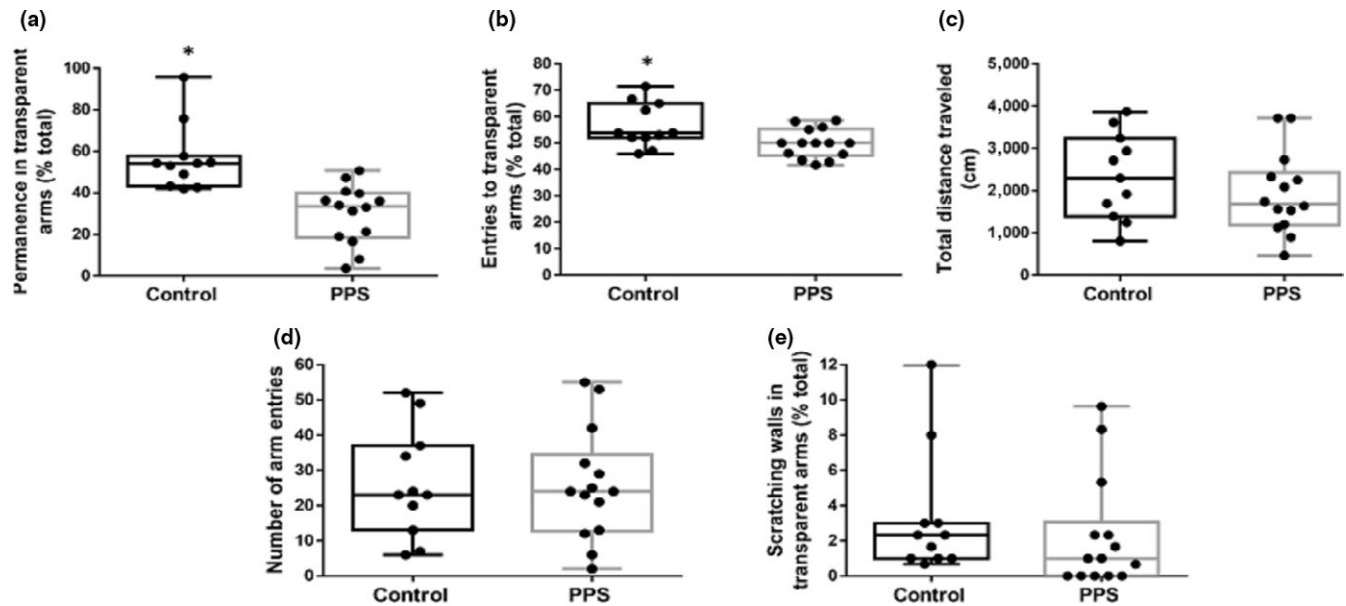 (a)
Permanence in transparent
arms (% total)
100
80
60
40
20
0
*
Control
PPS
(b)
Entries to transparent
arms (% total)
80
70
60
50
40
30
20
10
0
*
Control
PPS
(c)
Total distance traveled
(cm)
5,000
4,000
3,000
2,000
1,000
0
Control
PPS
(d)
Number of arm entries
60
50
40
30
20
10
0
Control
PPS
(e)
Scratching walls in
transparent arms (% total)
12
10
8
6
4
2
0
Control
PPS